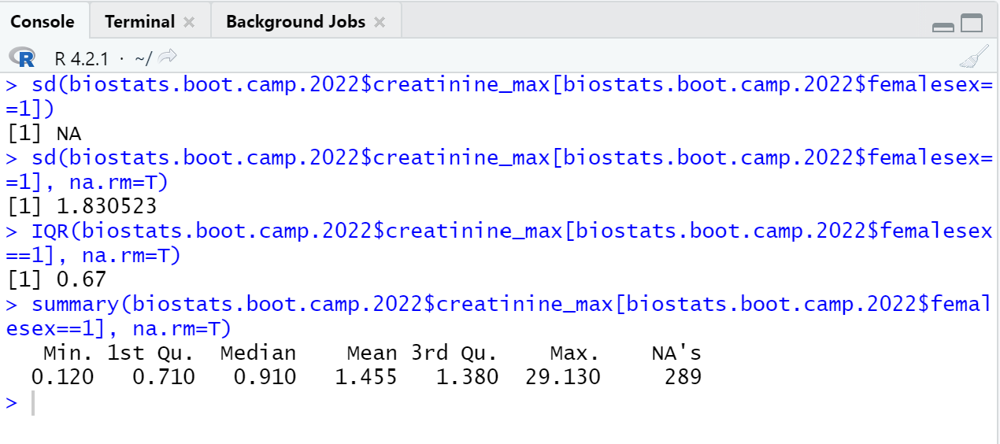 Console Terminal Background Jobs
R R 4.2.1 · ~/
> sd(biostats.boot.camp.2022$creatinine_max[biostats.boot.camp.2022$femalesex=
=1])
[1] NA
> sd(biostats.boot.camp.2022$creatinine_max[biostats.boot.camp.2022$femalesex=
=1], na.rm=T)
[1] 1.830523
> IQR(biostats.boot.camp.2022$creatinine_max[biostats.boot.camp.2022$femalesex
==1], na.rm=T)
[1] 0.67
> summary(biostats.boot.camp.2022$creatinine_max[biostats.boot.camp.2022$femal
esex==1], na.rm=T)
Min. 1st Qu. Median Mean 3rd Qu. Max. NA's
0.120 0.710 0.910 1.455 1.380 29.130 289
>